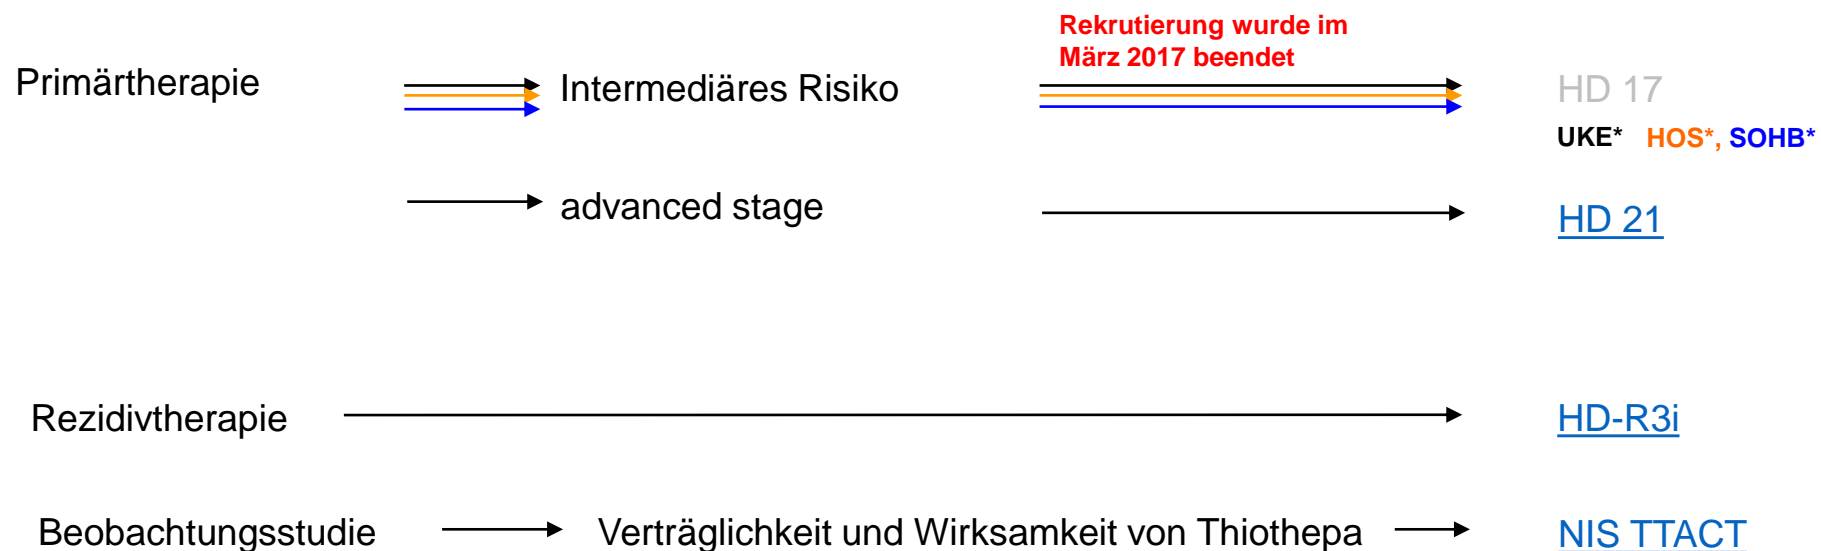 Rekrutierung wurde im
März 2017 beendet
Primärtherapie Intermediäres Risiko HD 17
UKE* HOS*, SOHB*
advanced stage HD 21
Rezidivtherapie HD-R3i
Beobachtungsstudie Verträglichkeit und Wirksamkeit von Thiothepa NIS TTACT